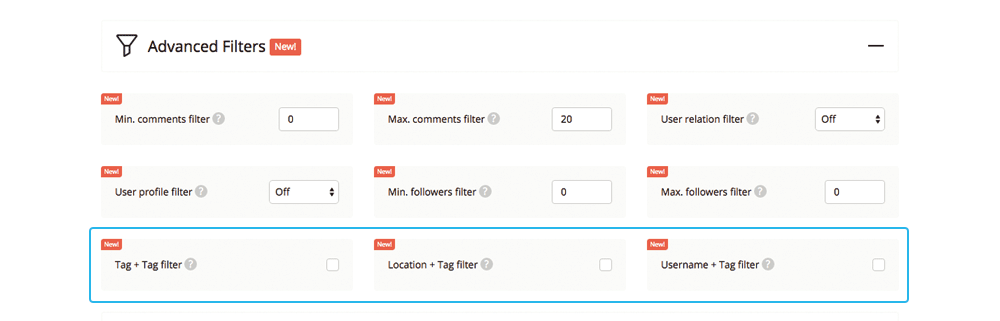 Advanced Filters New!
New! New! New!
Min. comments filter ? 0 Max. comments filter ? 20 User relation filter ? Off
New! New! New!
User profile filter ? Off Min. followers filter ? 0 Max. followers filter ? 0
New! New! New!
Tag + Tag filter ? Location + Tag filter ? Username + Tag filter ?